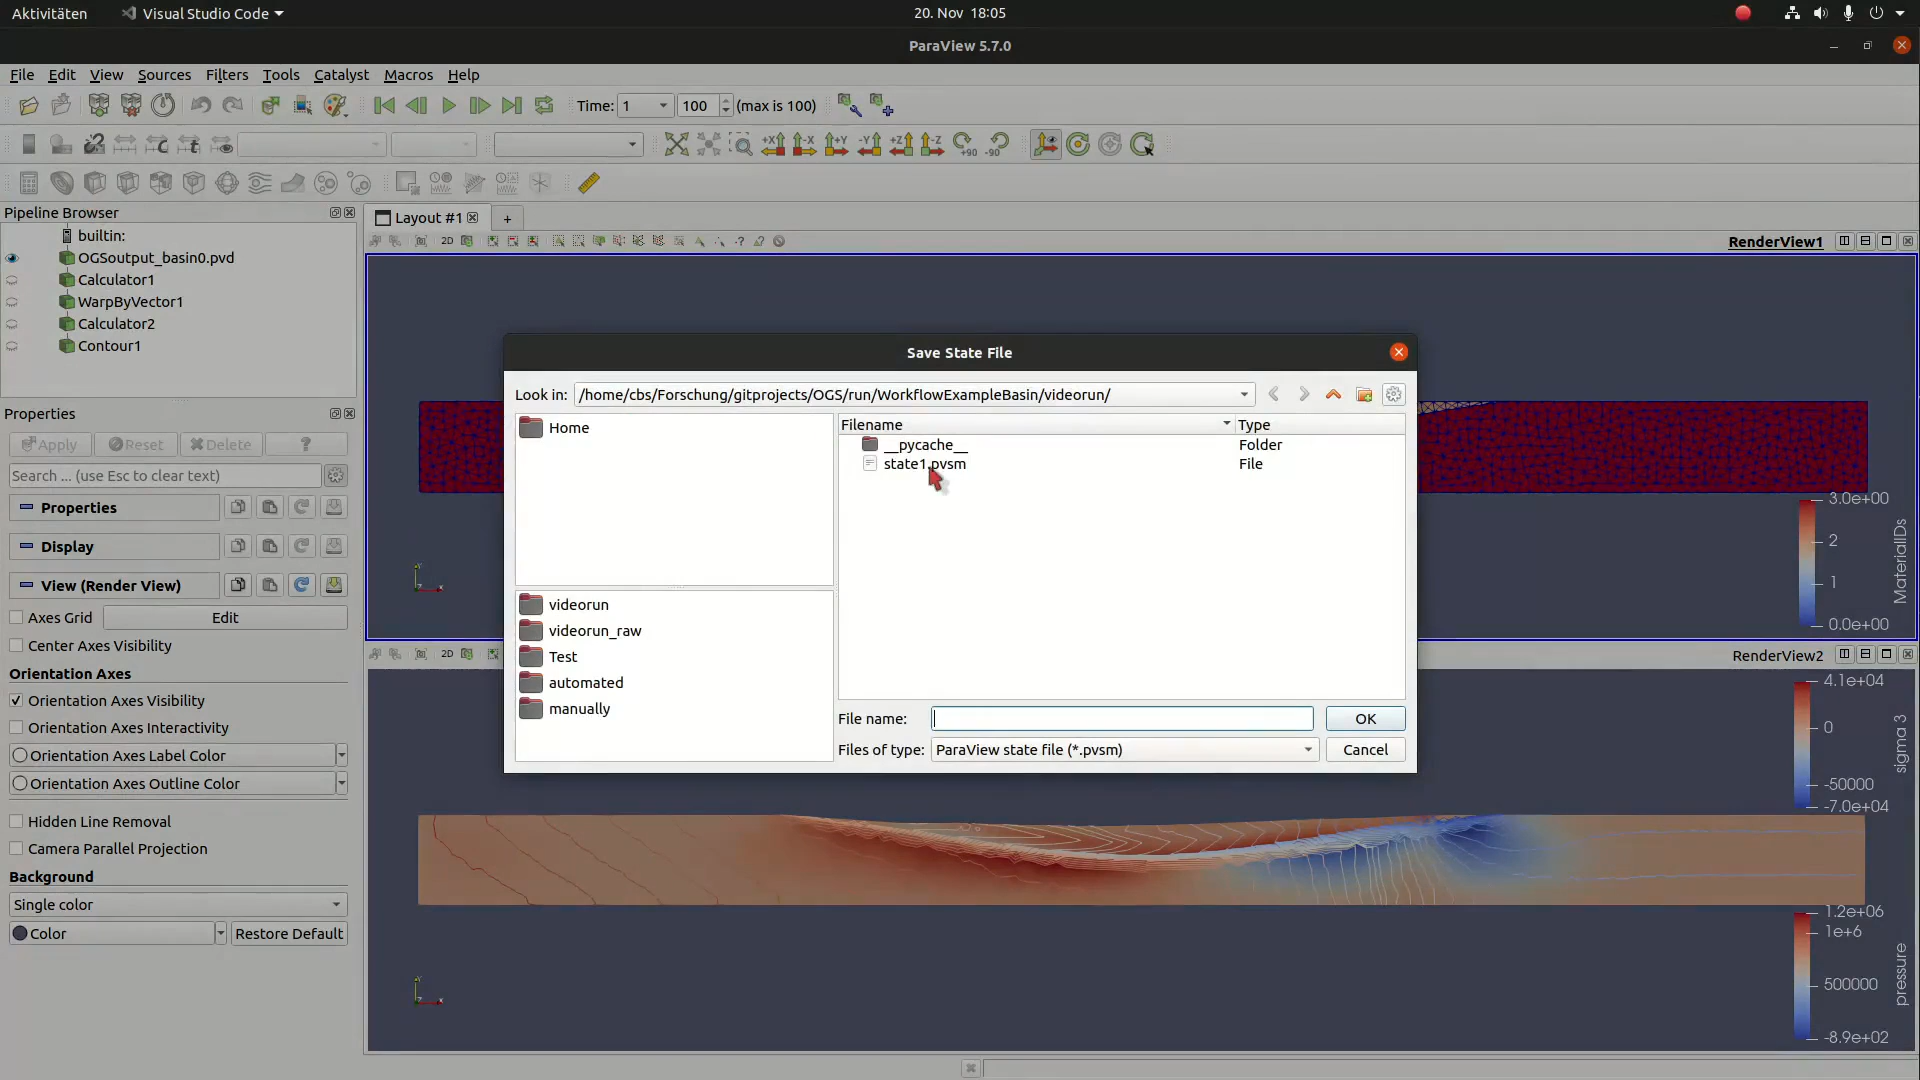 Aktivitäten
Visual Studio Code
20. Nov 18:05
ParaView 5.7.0
File Edit View Sources Filters Tools Catalyst Macros Help
Time: 1 100 (max is 100)
+X -X +Y -Y +Z -Z +90 -90
Pipeline Browser
builtin:
OGSoutput_basin0.pvd
Calculator1
WarpByVector1
Calculator2
Contour1
Properties
Apply Reset Delete ?
Search ... (use Esc to clear text)
Properties
Display
View (Render View)
Axes Grid Edit
Center Axes Visibility
Orientation Axes
Orientation Axes Visibility
Orientation Axes Interactivity
Orientation Axes Label Color
Orientation Axes Outline Color
Hidden Line Removal
Camera Parallel Projection
Background
Single color
Color Restore Default
Layout #1 +
2D RenderView1
3.0e+00
2
1
0.0e+00
MaterialIDs
Save State File
Look in: /home/cbs/Forschung/gitprojects/OGS/run/WorkflowExampleBasin/videorun/
Home
videorun
videorun_raw
Test
automated
manually
Filename Type
__pycache__ Folder
state1.pvsm File
File name: OK
Files of type: ParaView state file (*.pvsm) Cancel
2D RenderView2
4.1e+04
0
-50000
-7.0e+04
sigma 3
1.2e+06
1e+6
500000
-8.9e+02
pressure